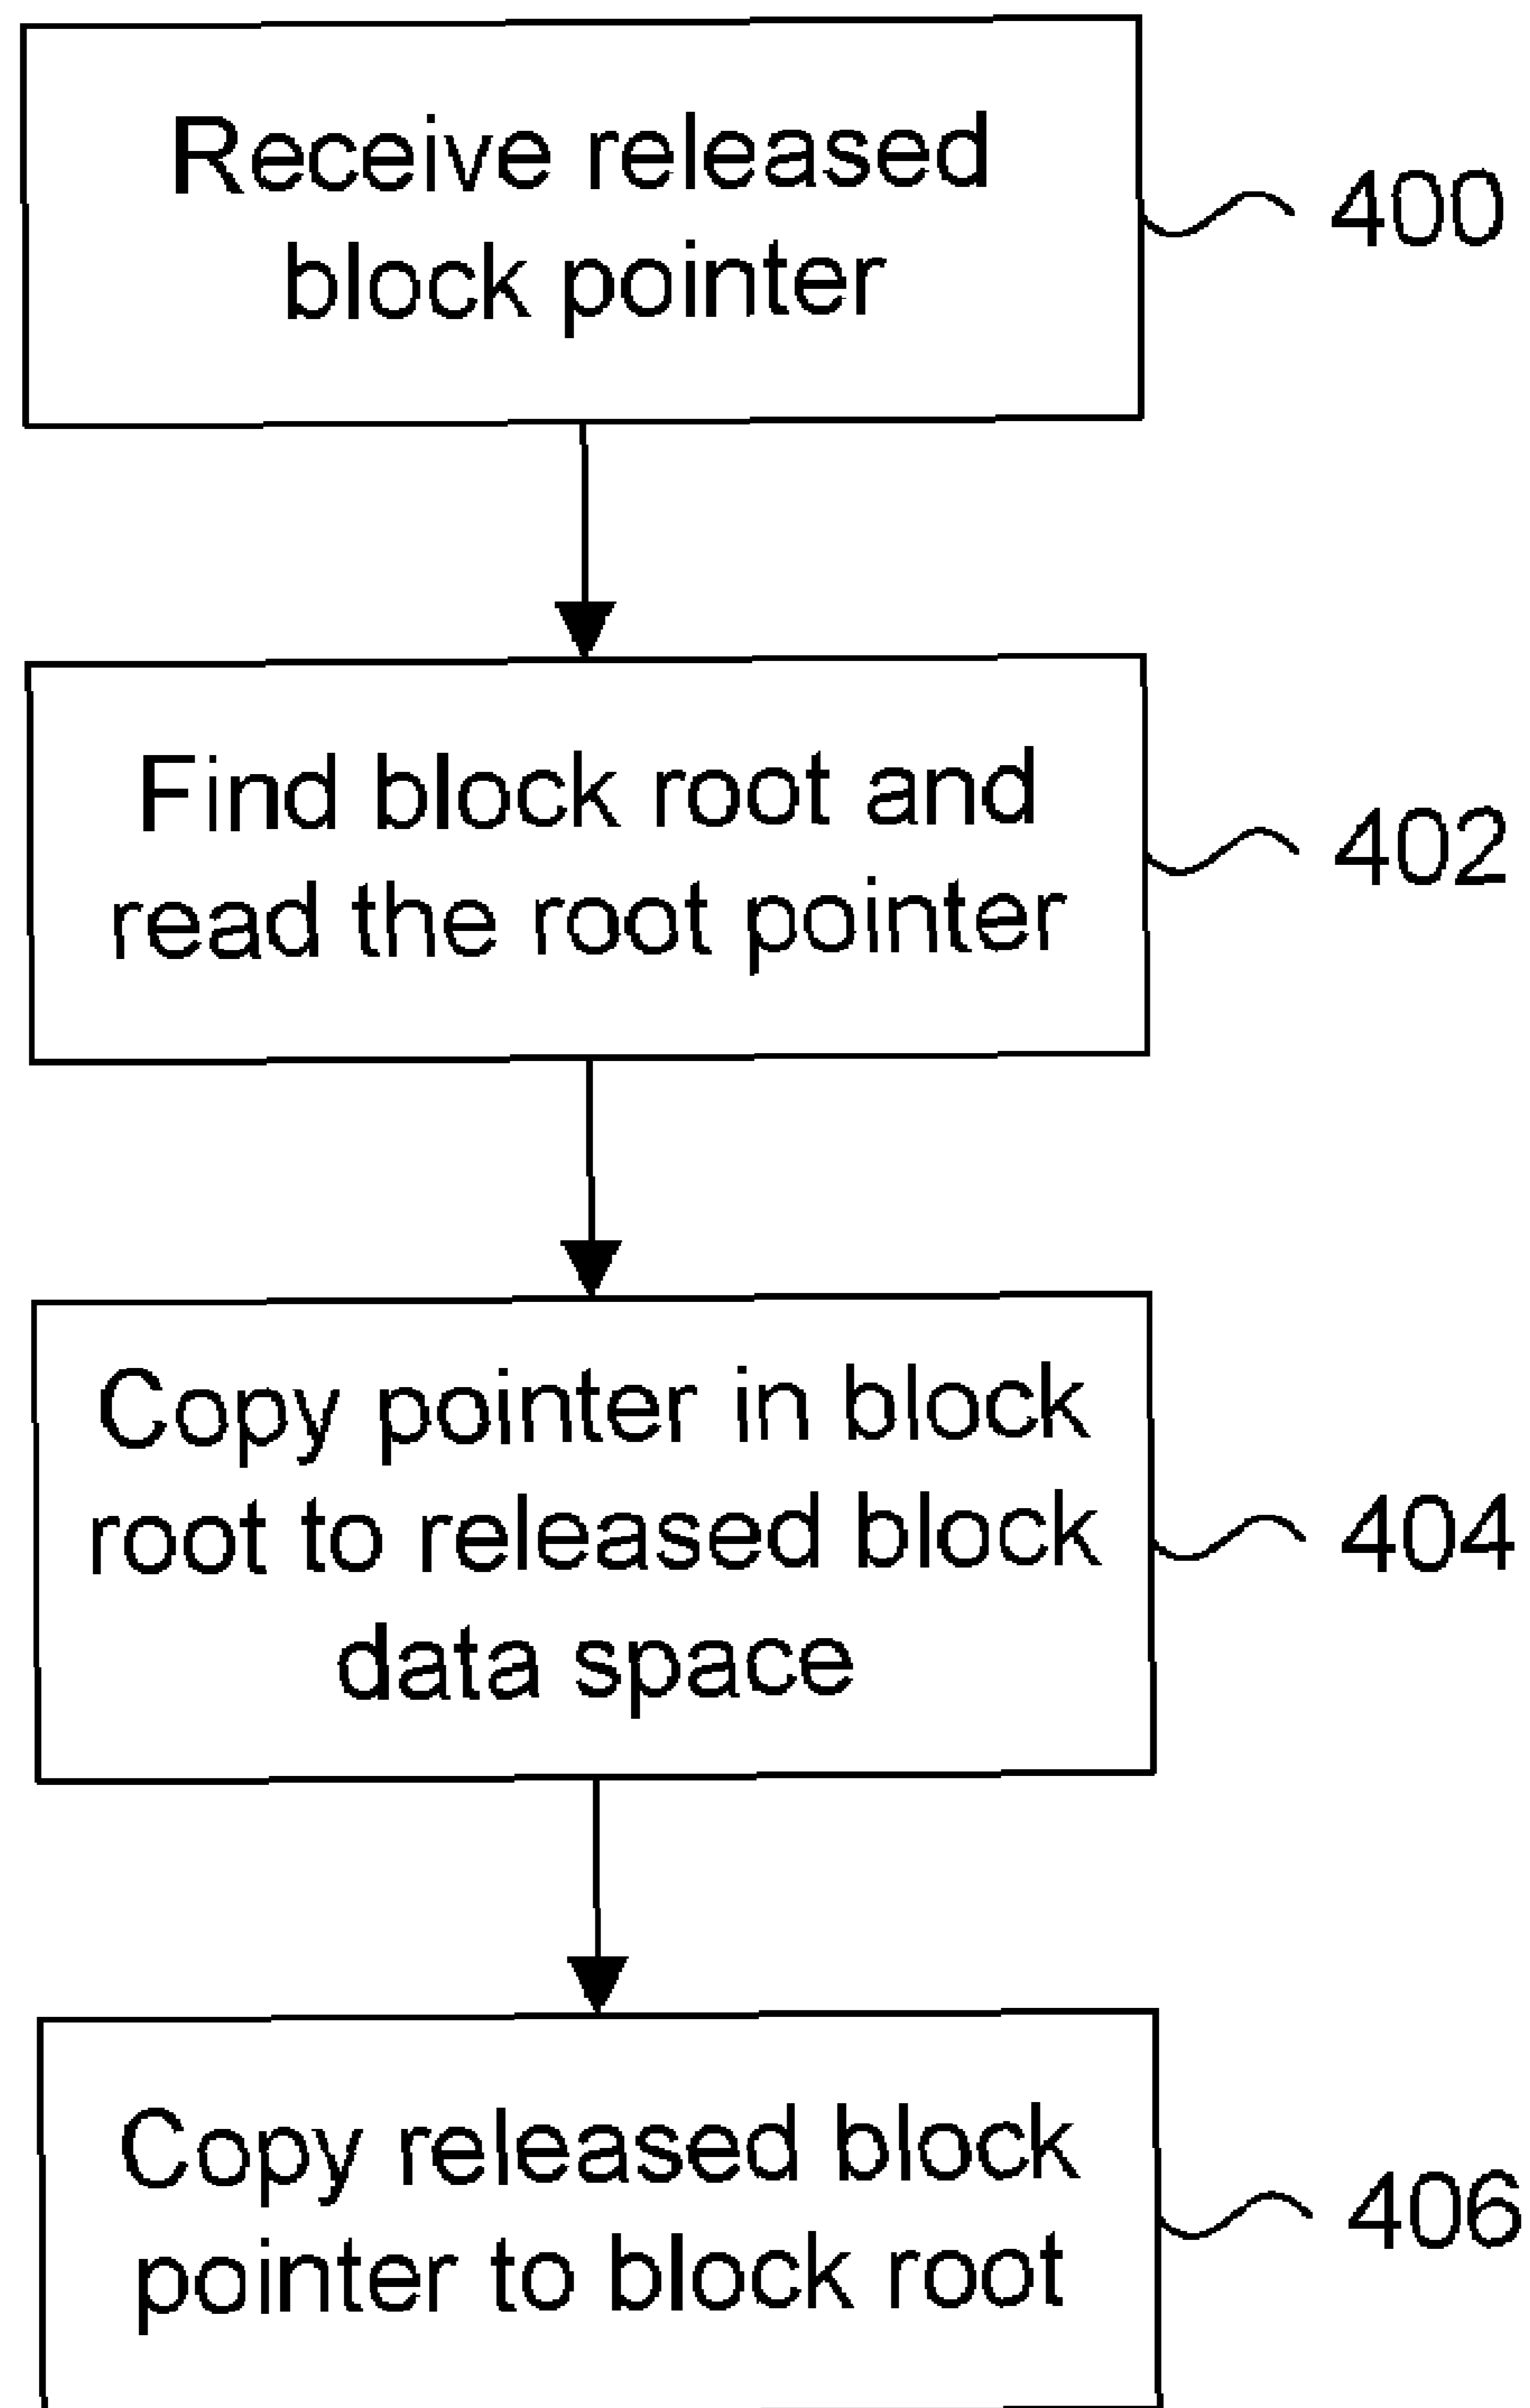 Receive released
block pointer
400
Find block root and
read the root pointer
402
Copy pointer in block
root to released block
data space
404
Copy released block
pointer to block root
406